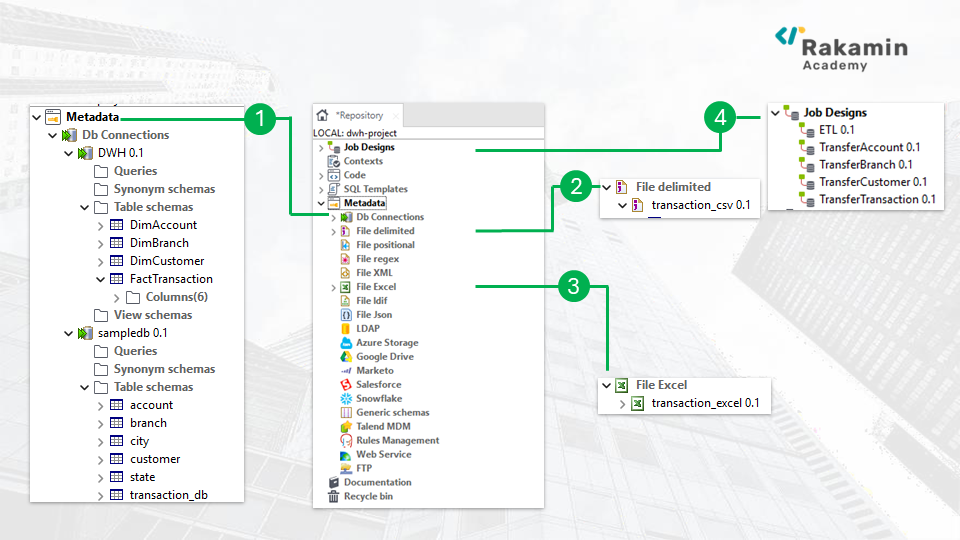 Rakamin
Academy
Metadata
Db Connections
DWH 0.1
Queries
Synonym schemas
Table schemas
DimAccount
DimBranch
DimCustomer
FactTransaction
Columns(6)
View schemas
sampledb 0.1
Queries
Synonym schemas
Table schemas
account
branch
city
customer
state
transaction_db
1
*Repository
LOCAL: dwh-project
Job Designs
Contexts
Code
SQL Templates
Metadata
Db Connections
File delimited
File positional
File regex
File XML
File Excel
File ldif
File Json
LDAP
Azure Storage
Google Drive
Marketo
Salesforce
Snowflake
Generic schemas
Talend MDM
Rules Management
Web Service
FTP
Documentation
Recycle bin
2
File delimited
transaction_csv 0.1
3
File Excel
transaction_excel 0.1
4
Job Designs
ETL 0.1
TransferAccount 0.1
TransferBranch 0.1
TransferCustomer 0.1
TransferTransaction 0.1